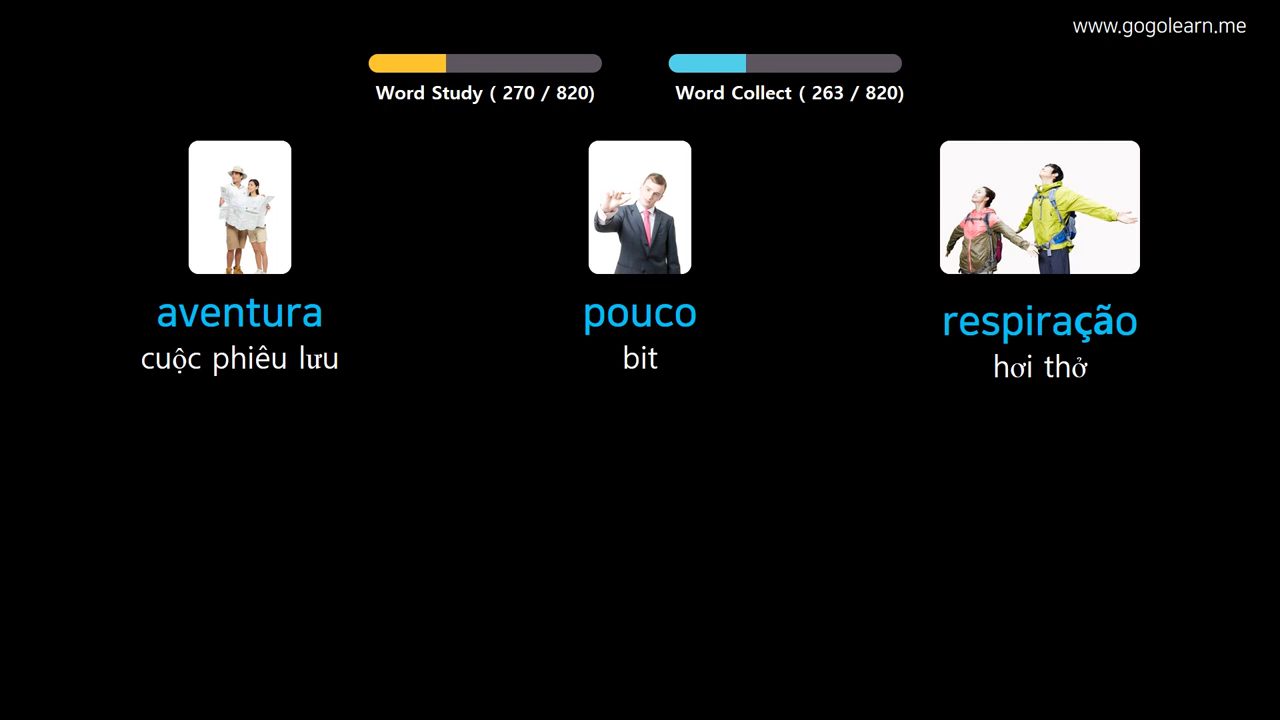 www.gogolearn.me
Word Study ( 270 / 820)
Word Collect ( 263 / 820)
aventura
cuộc phiêu lưu
pouco
bit
respiração
hơi thở